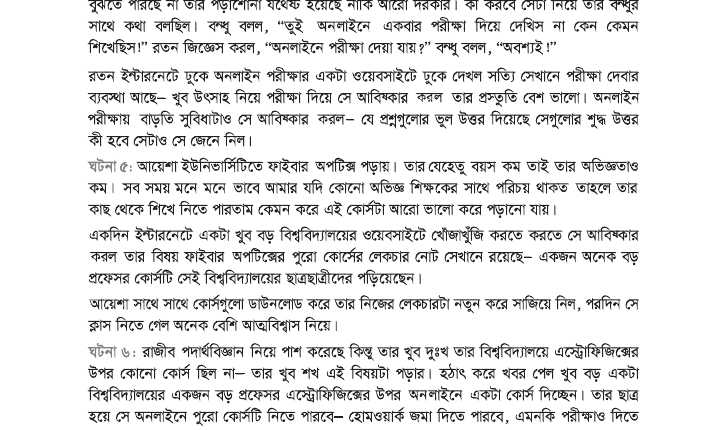 বুঝতে পারছে না তার পড়াশোনা যথেষ্ট হয়েছে নাকি আরো দরকার। কী করবে সেটা নিয়ে তার বন্ধুর
সাথে কথা বলছিল। বন্ধু বলল, “তুই অনলাইনে একবার পরীক্ষা দিয়ে দেখিস না কেন কেমন
শিখেছিস!” রতন জিজ্ঞেস করল, “অনলাইনে পরীক্ষা দেয়া যায়?” বন্ধু বলল, “অবশ্যই!”
রতন ইন্টারনেটে ঢুকে অনলাইন পরীক্ষার একটা ওয়েবসাইটে ঢুকে দেখল সত্যি সেখানে পরীক্ষা দেবার
ব্যবস্থা আছে– খুব উৎসাহ নিয়ে পরীক্ষা দিয়ে সে আবিষ্কার করল তার প্রস্তুতি বেশ ভালো। অনলাইন
পরীক্ষায় বাড়তি সুবিধাটাও সে আবিষ্কার করল– যে প্রশ্নগুলোর ভুল উত্তর দিয়েছে সেগুলোর শুদ্ধ উত্তর
কী হবে সেটাও সে জেনে নিল।
ঘটনা ৫: আয়েশা ইউনিভার্সিটিতে ফাইবার অপটিক্স পড়ায়। তার যেহেতু বয়স কম তাই তার অভিজ্ঞতাও
কম। সব সময় মনে মনে ভাবে আমার যদি কোনো অভিজ্ঞ শিক্ষকের সাথে পরিচয় থাকত তাহলে তার
কাছ থেকে শিখে নিতে পারতাম কেমন করে এই কোর্সটা আরো ভালো করে পড়ানো যায়।
একদিন ইন্টারনেটে একটা খুব বড় বিশ্ববিদ্যালয়ের ওয়েবসাইটে খোঁজাখুঁজি করতে করতে সে আবিষ্কার
করল তার বিষয় ফাইবার অপটিক্সের পুরো কোর্সের লেকচার নোট সেখানে রয়েছে– একজন অনেক বড়
প্রফেসর কোর্সটি সেই বিশ্ববিদ্যালয়ের ছাত্রছাত্রীদের পড়িয়েছেন।
আয়েশা সাথে সাথে কোর্সগুলো ডাউনলোড করে তার নিজের লেকচারটা নতুন করে সাজিয়ে নিল, পরদিন সে
ক্লাস নিতে গেল অনেক বেশি আত্মবিশ্বাস নিয়ে।
ঘটনা ৬: রাজীব পদার্থবিজ্ঞান নিয়ে পাশ করেছে কিন্তু তার খুব দুঃখ তার বিশ্ববিদ্যালয়ে এস্ট্রোফিজিক্সের
উপর কোনো কোর্স ছিল না– তার খুব শখ এই বিষয়টা পড়ার। হঠাৎ করে খবর পেল খুব বড় একটা
বিশ্ববিদ্যালয়ের একজন বড় প্রফেসর এস্ট্রোফিজিক্সের উপর অনলাইনে একটা কোর্স দিচ্ছেন। তার ছাত্র
হয়ে সে অনলাইনে পুরো কোর্সটি নিতে পারবে– হোমওয়ার্ক জমা দিতে পারবে, এমনকি পরীক্ষাও দিতে